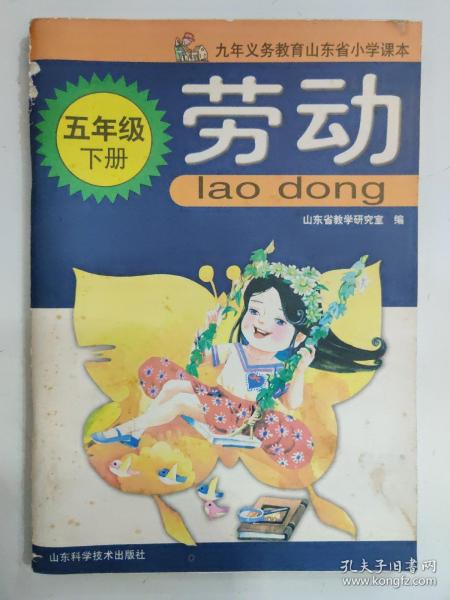 九年义务教育山东省小学课本
五年级
下册
劳动
lao dong
山东省教学研究室 编
山东科学技术出版社
孔夫子旧书网
www.kongfz.com